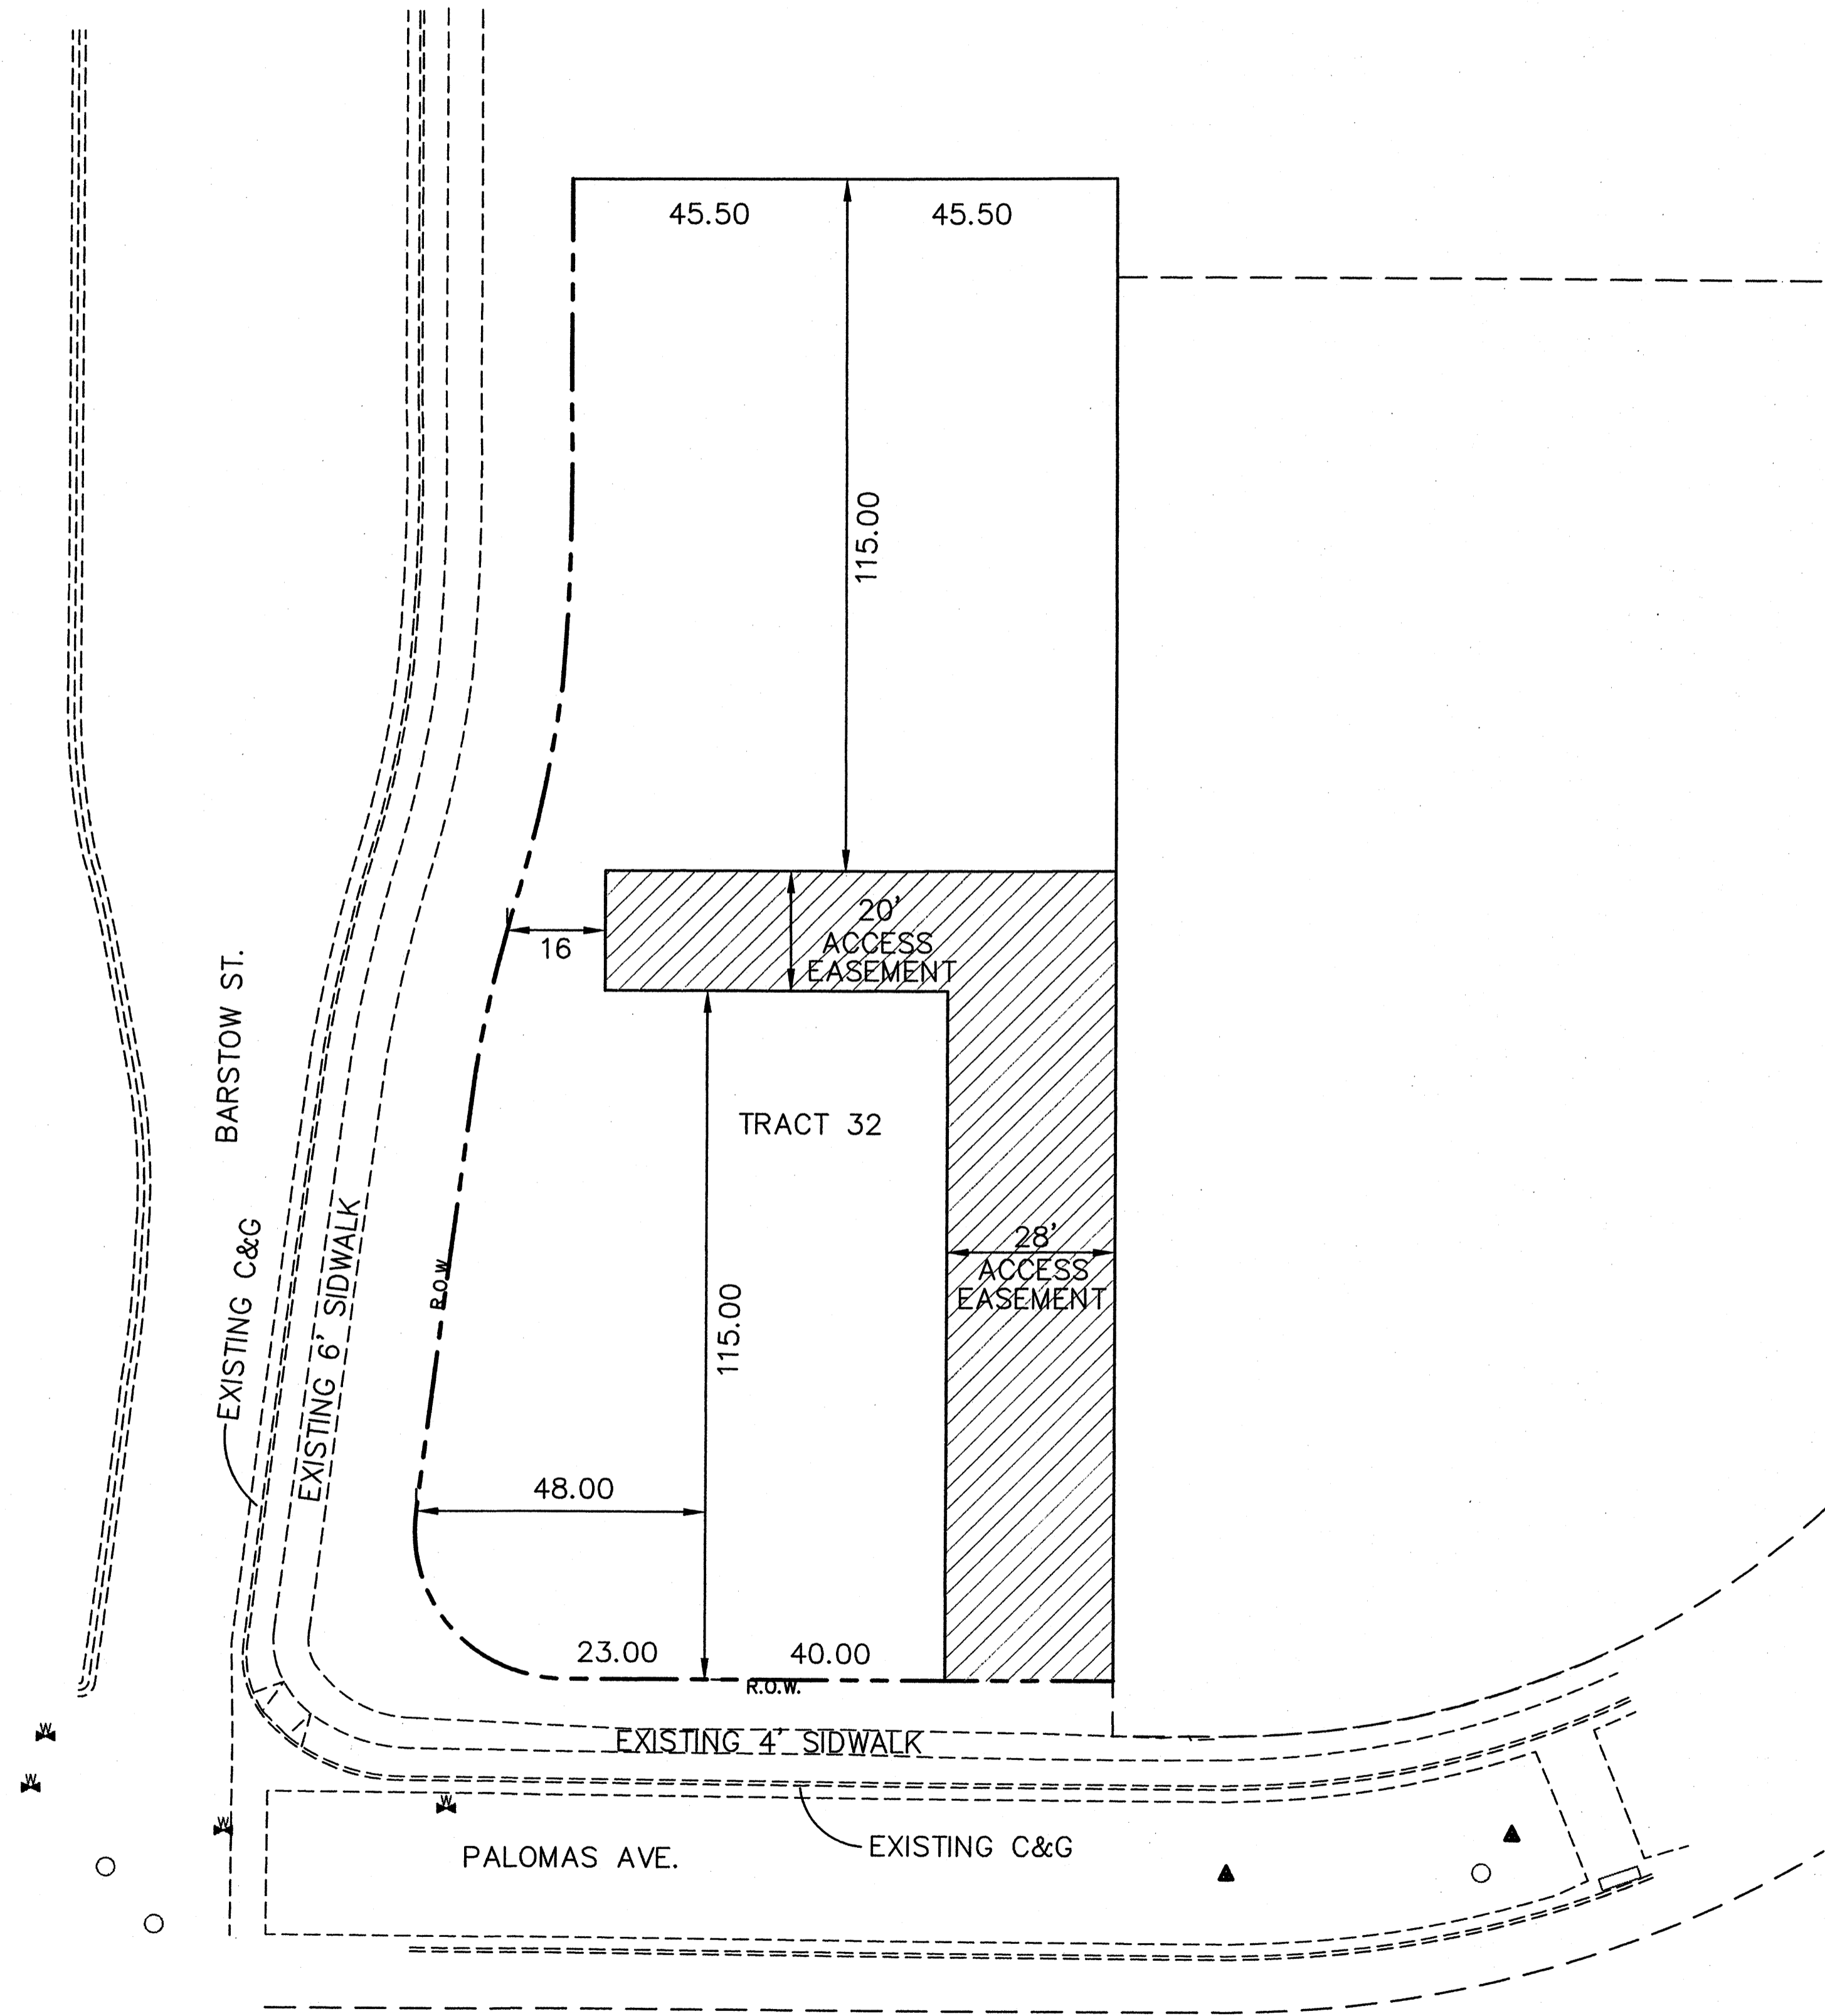 45.50
45.50
115.00
20'
ACCESS
EASEMENT
16
BARSTOW ST.
TRACT 32
EXISTING C&G
EXISTING 6' SIDWALK
R.O.W
28'
ACCESS
EASEMENT
115.00
48.00
23.00
40.00
R.O.W.
EXISTING 4' SIDWALK
W
W
W
W
EXISTING C&G
PALOMAS AVE.